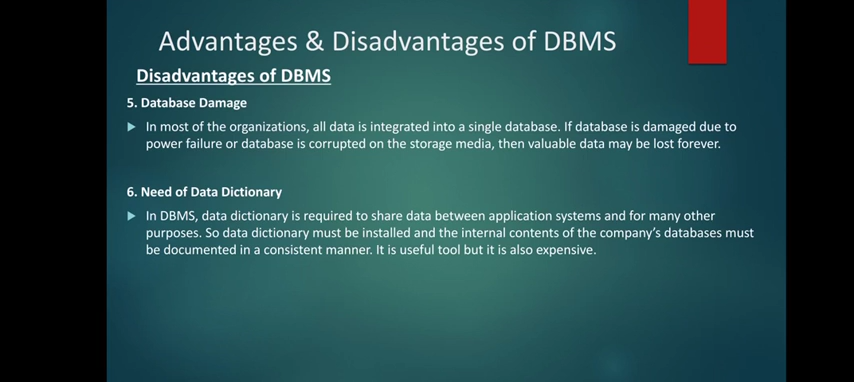 Advantages & Disadvantages of DBMS
Disadvantages of DBMS
5. Database Damage
In most of the organizations, all data is integrated into a single database. If database is damaged due to
power failure or database is corrupted on the storage media, then valuable data may be lost forever.
6. Need of Data Dictionary
In DBMS, data dictionary is required to share data between application systems and for many other
purposes. So data dictionary must be installed and the internal contents of the company's databases must
be documented in a consistent manner. It is useful tool but it is also expensive.